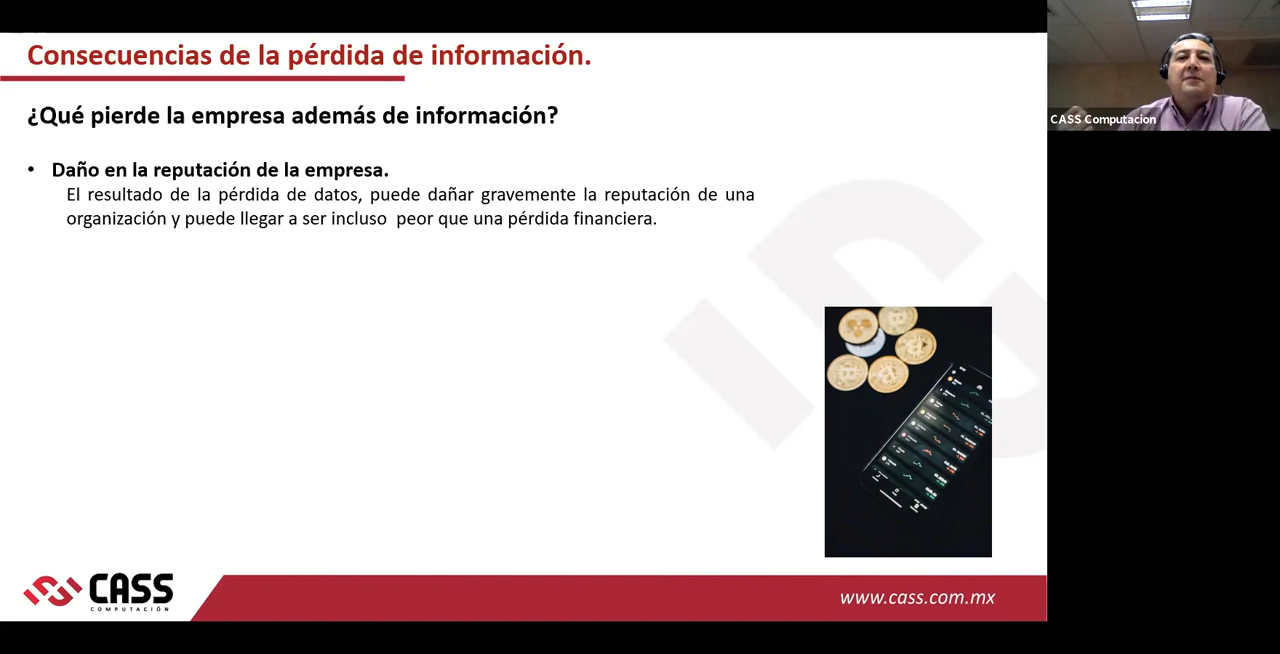 Consecuencias de la pérdida de información.
¿Qué pierde la empresa además de información?
• Daño en la reputación de la empresa.
El resultado de la pérdida de datos, puede dañar gravemente la reputación de una
organización y puede llegar a ser incluso  peor que una pérdida financiera.
CASS Computacion
CASS
COMPUTACIÓN
www.cass.com.mx